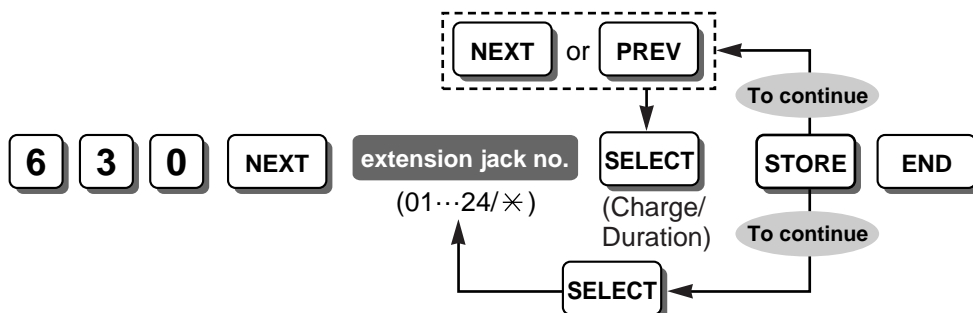 NEXT or PREV
To continue
6 3 0 NEXT extension jack no. SELECT STORE END
(01···24/✳)
(Charge/
Duration)
To continue
SELECT